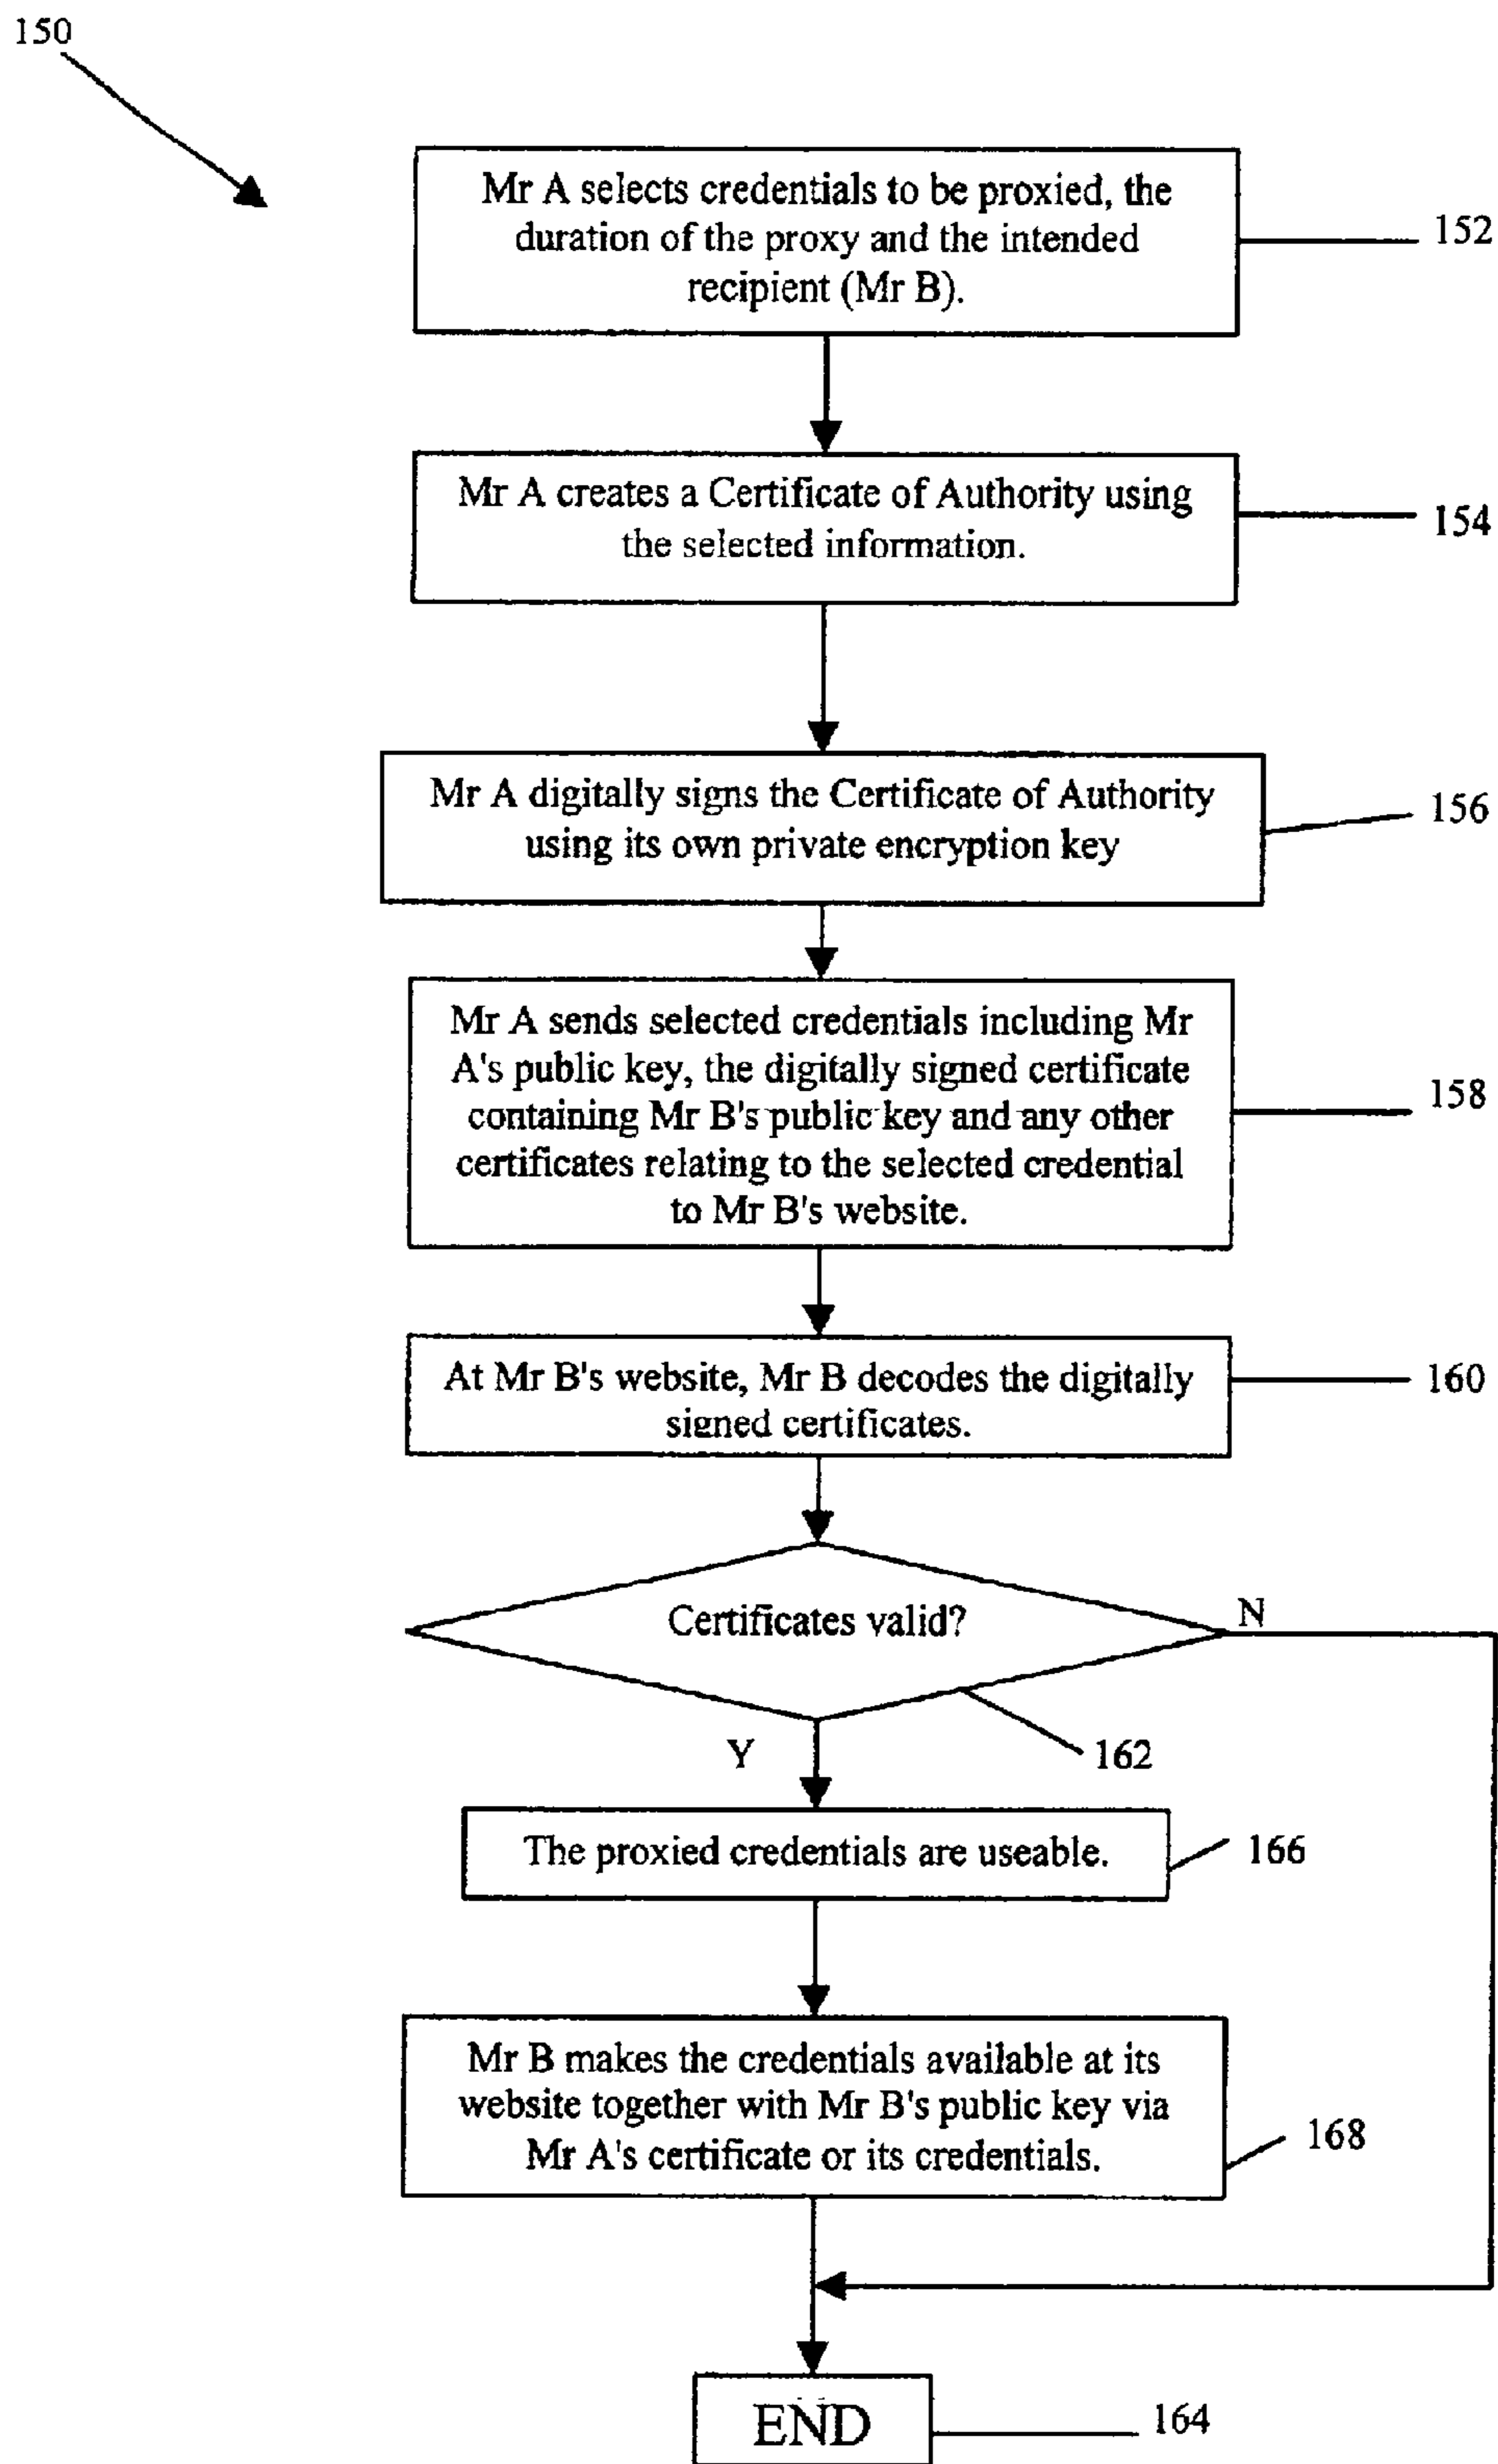 150
Mr A selects credentials to be proxied, the
duration of the proxy and the intended
recipient (Mr B).
152
Mr A creates a Certificate of Authority using
the selected information.
154
Mr A digitally signs the Certificate of Authority
using its own private encryption key
156
Mr A sends selected credentials including Mr
A's public key, the digitally signed certificate
containing Mr B's public key and any other
certificates relating to the selected credential
to Mr B's website.
158
At Mr B's website, Mr B decodes the digitally
signed certificates.
160
Certificates valid?
N
Y
162
The proxied credentials are useable.
166
Mr B makes the credentials available at its
website together with Mr B's public key via
Mr A's certificate or its credentials.
168
END
164